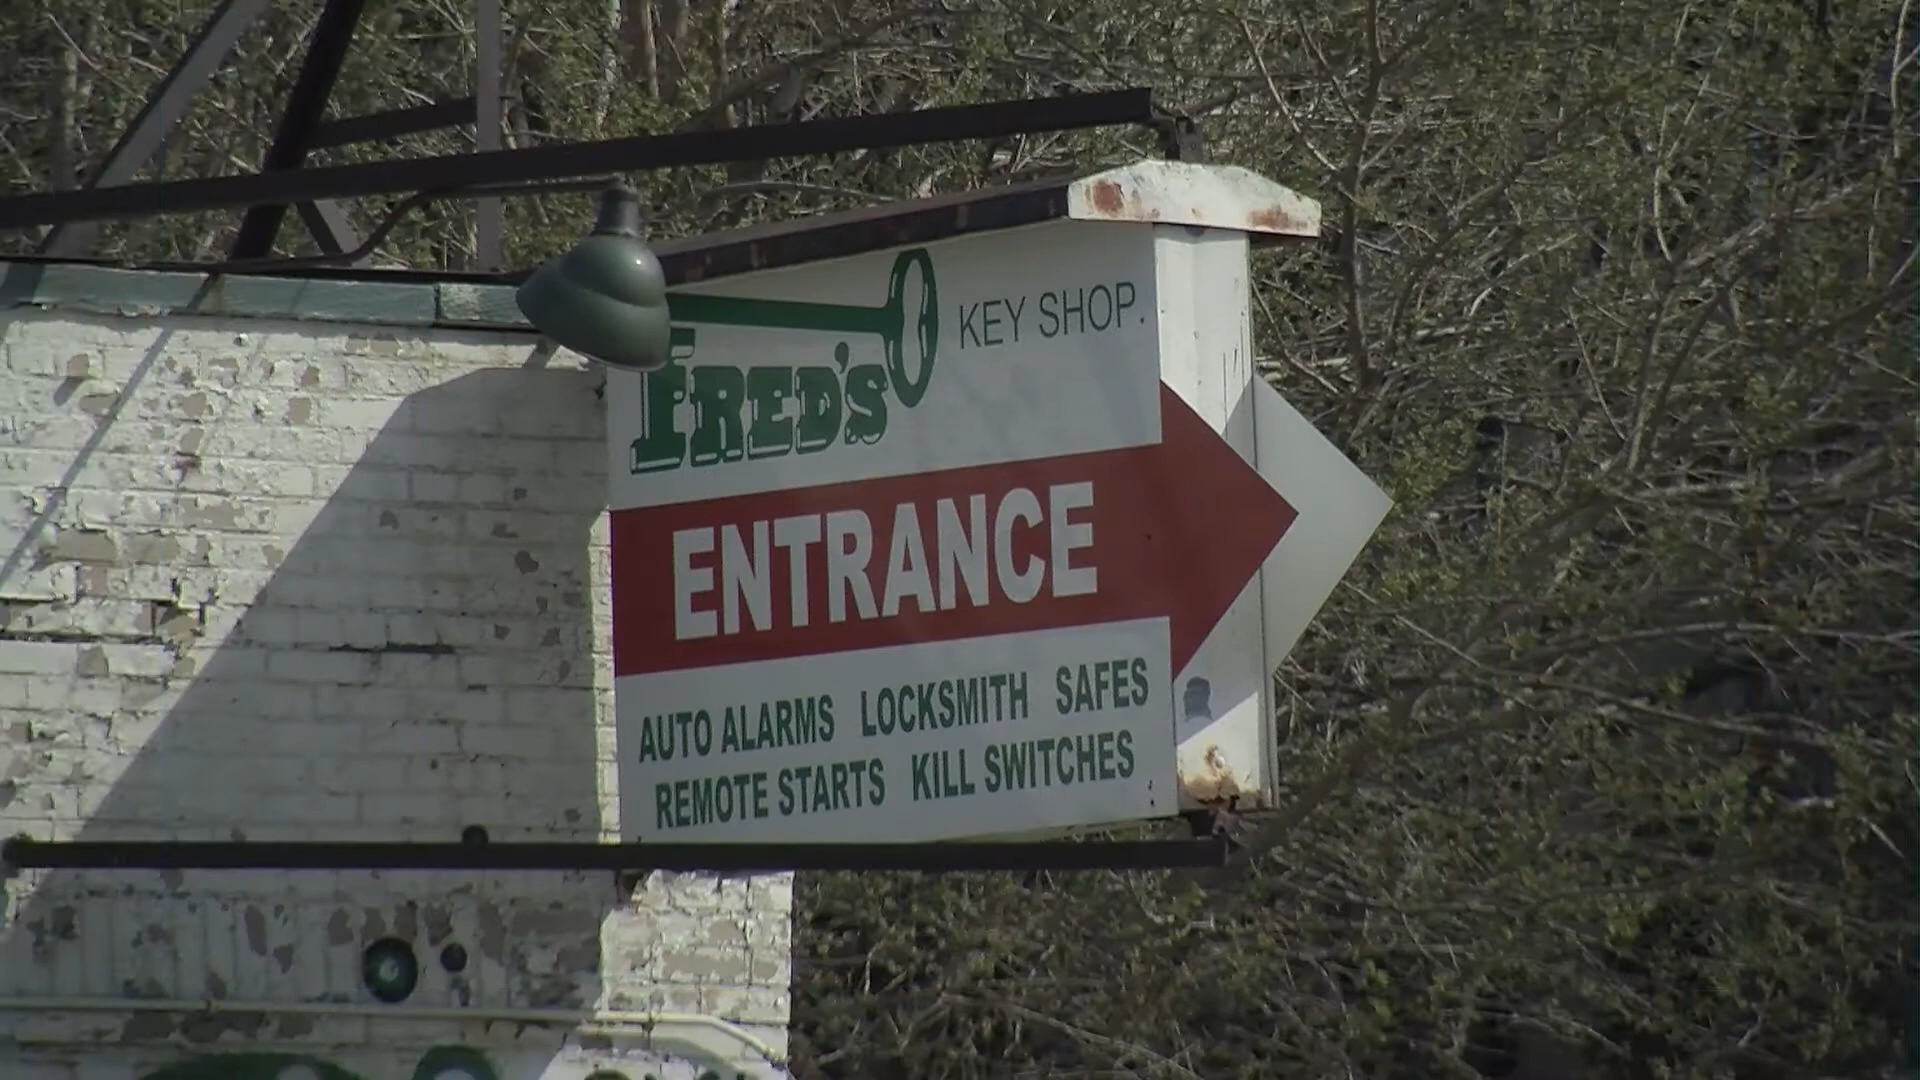 FRED'S KEY SHOP.
ENTRANCE
AUTO ALARMS LOCKSMITH SAFES
REMOTE STARTS KILL SWITCHES